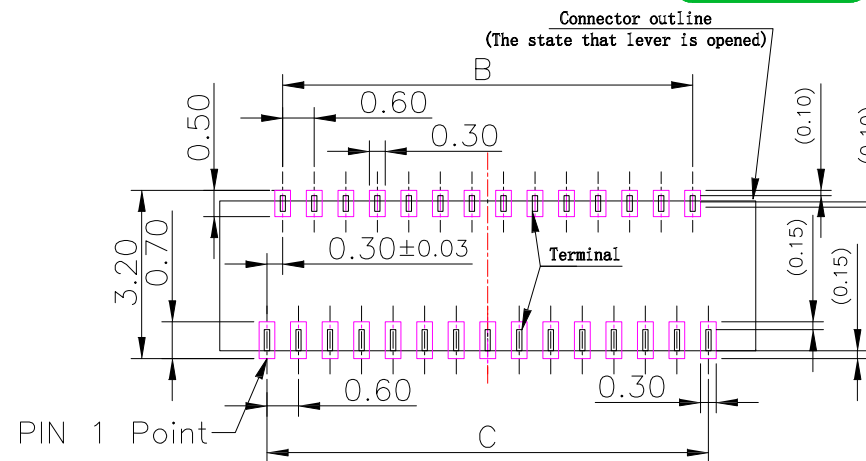 Connector outline
(The state that lever is opened)
B
0.60
0.50
0.30
(0.10)
(0.10)
0.30±0.03
Terminal
3.20
0.70
(0.15)
(0.15)
0.60
0.30
PIN 1 Point
C